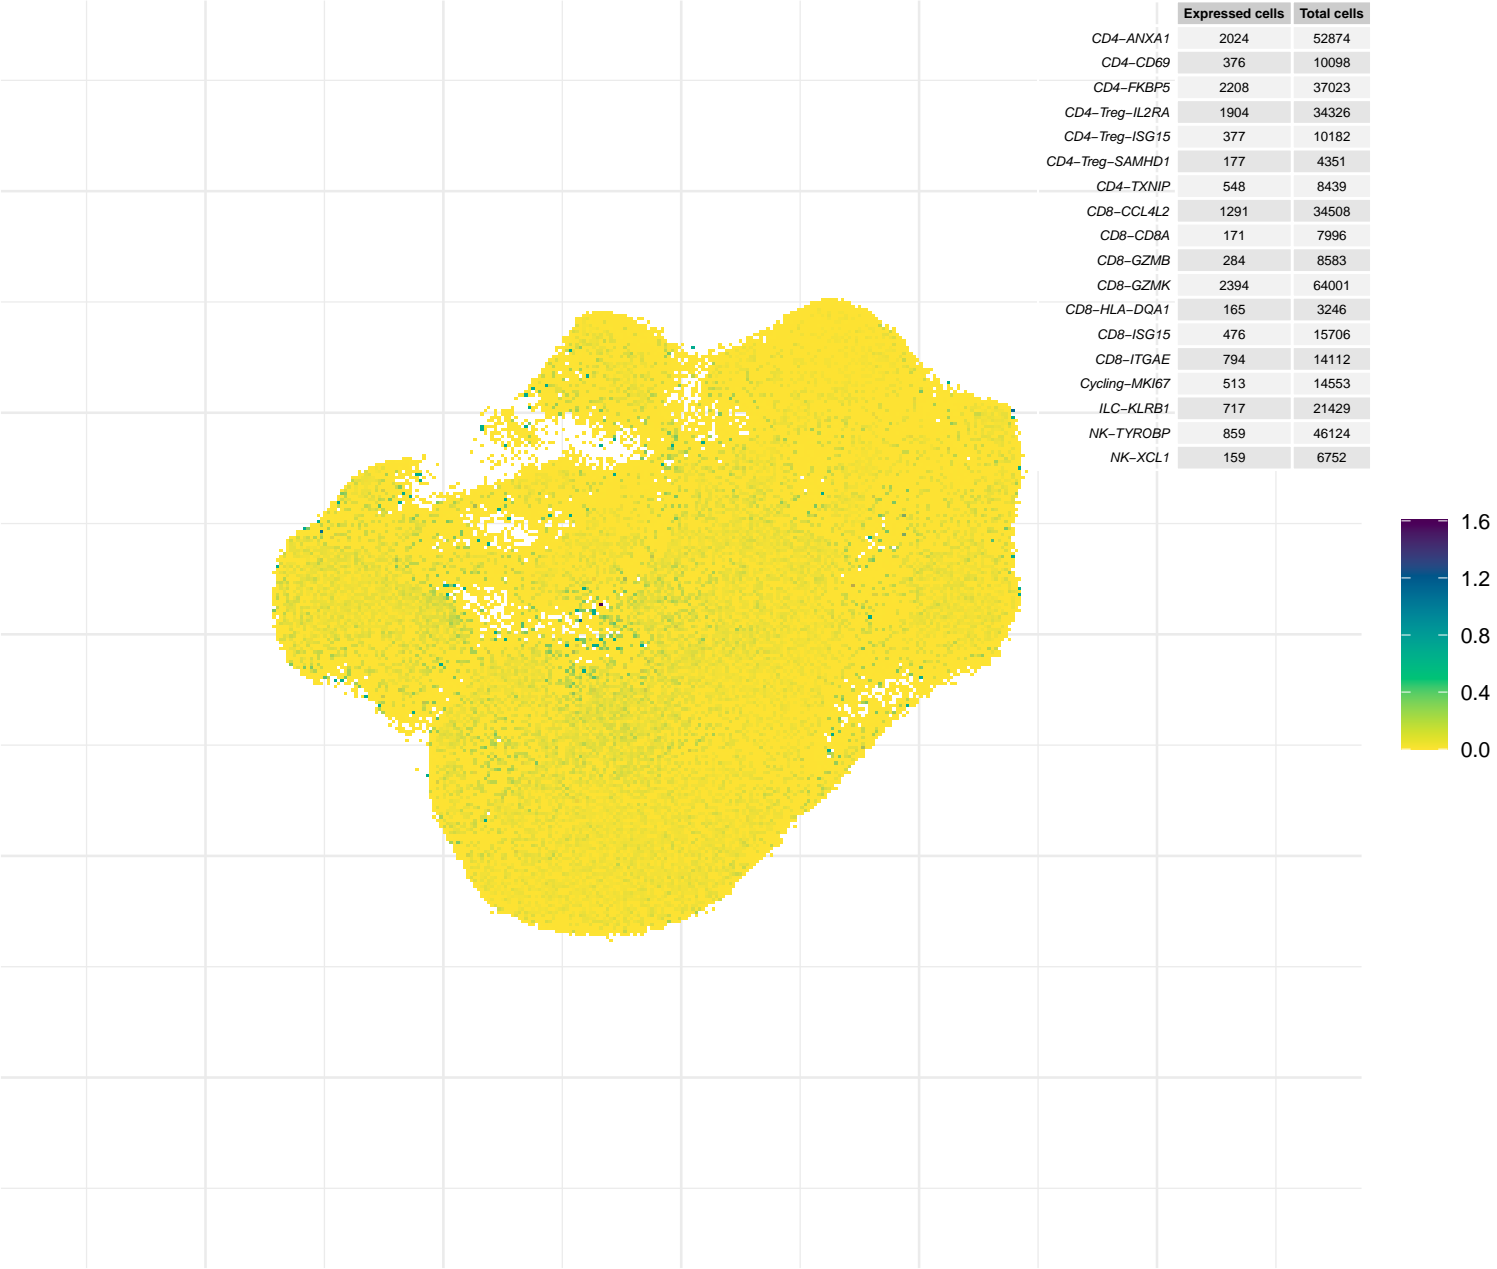 Expressed cells Total cells
CD4−ANXA1 2024 52874
CD4−CD69 376 10098
CD4−FKBP5 2208 37023
CD4−Treg−IL2RA 1904 34326
CD4−Treg−ISG15 377 10182
CD4−Treg−SAMHD1 177 4351
CD4−TXNIP 548 8439
CD8−CCL4L2 1291 34508
CD8−CD8A 171 7996
CD8−GZMB 284 8583
CD8−GZMK 2394 64001
CD8−HLA−DQA1 165 3246
CD8−ISG15 476 15706
CD8−ITGAE 794 14112
Cycling−MKI67 513 14553
ILC−KLRB1 717 21429
NK−TYROBP 859 46124
NK−XCL1 159 6752
1.6
1.2
0.8
0.4
0.0